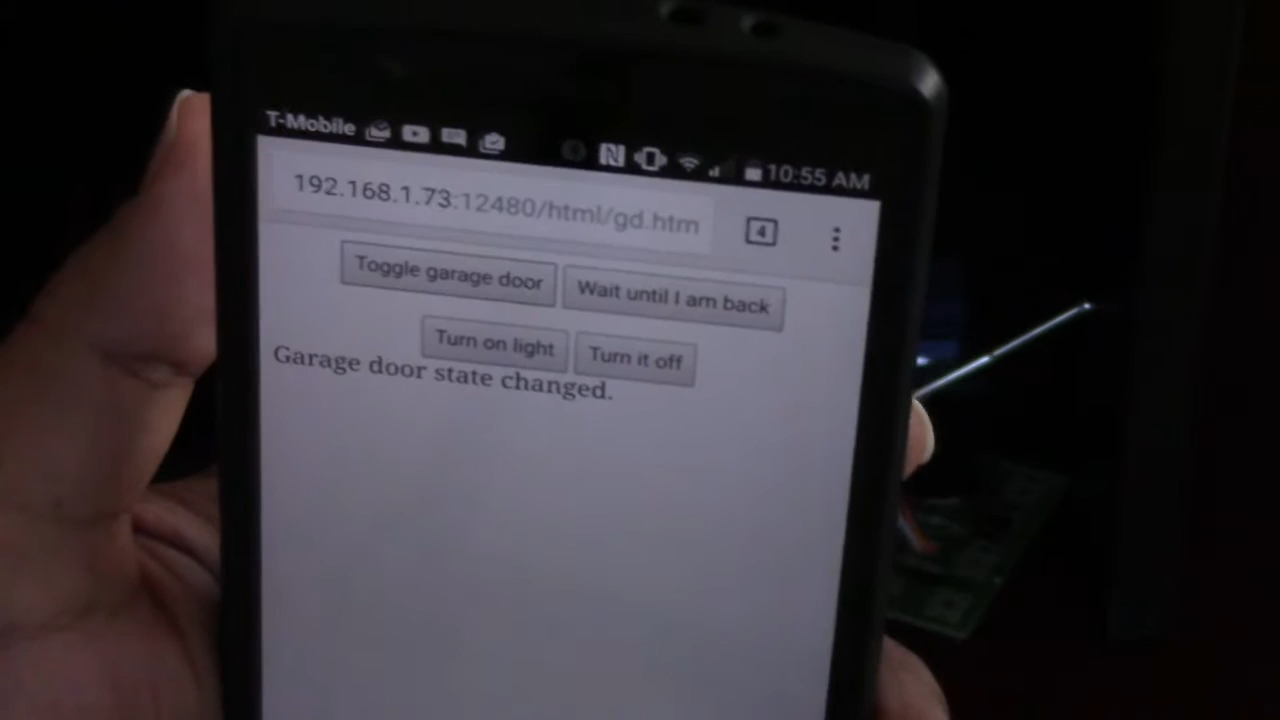 T-Mobile N 10:55 AM
192.168.1.73:12480/html/gd.htm 4
Toggle garage door Wait until I am back
Turn on light Turn it off
Garage door state changed.